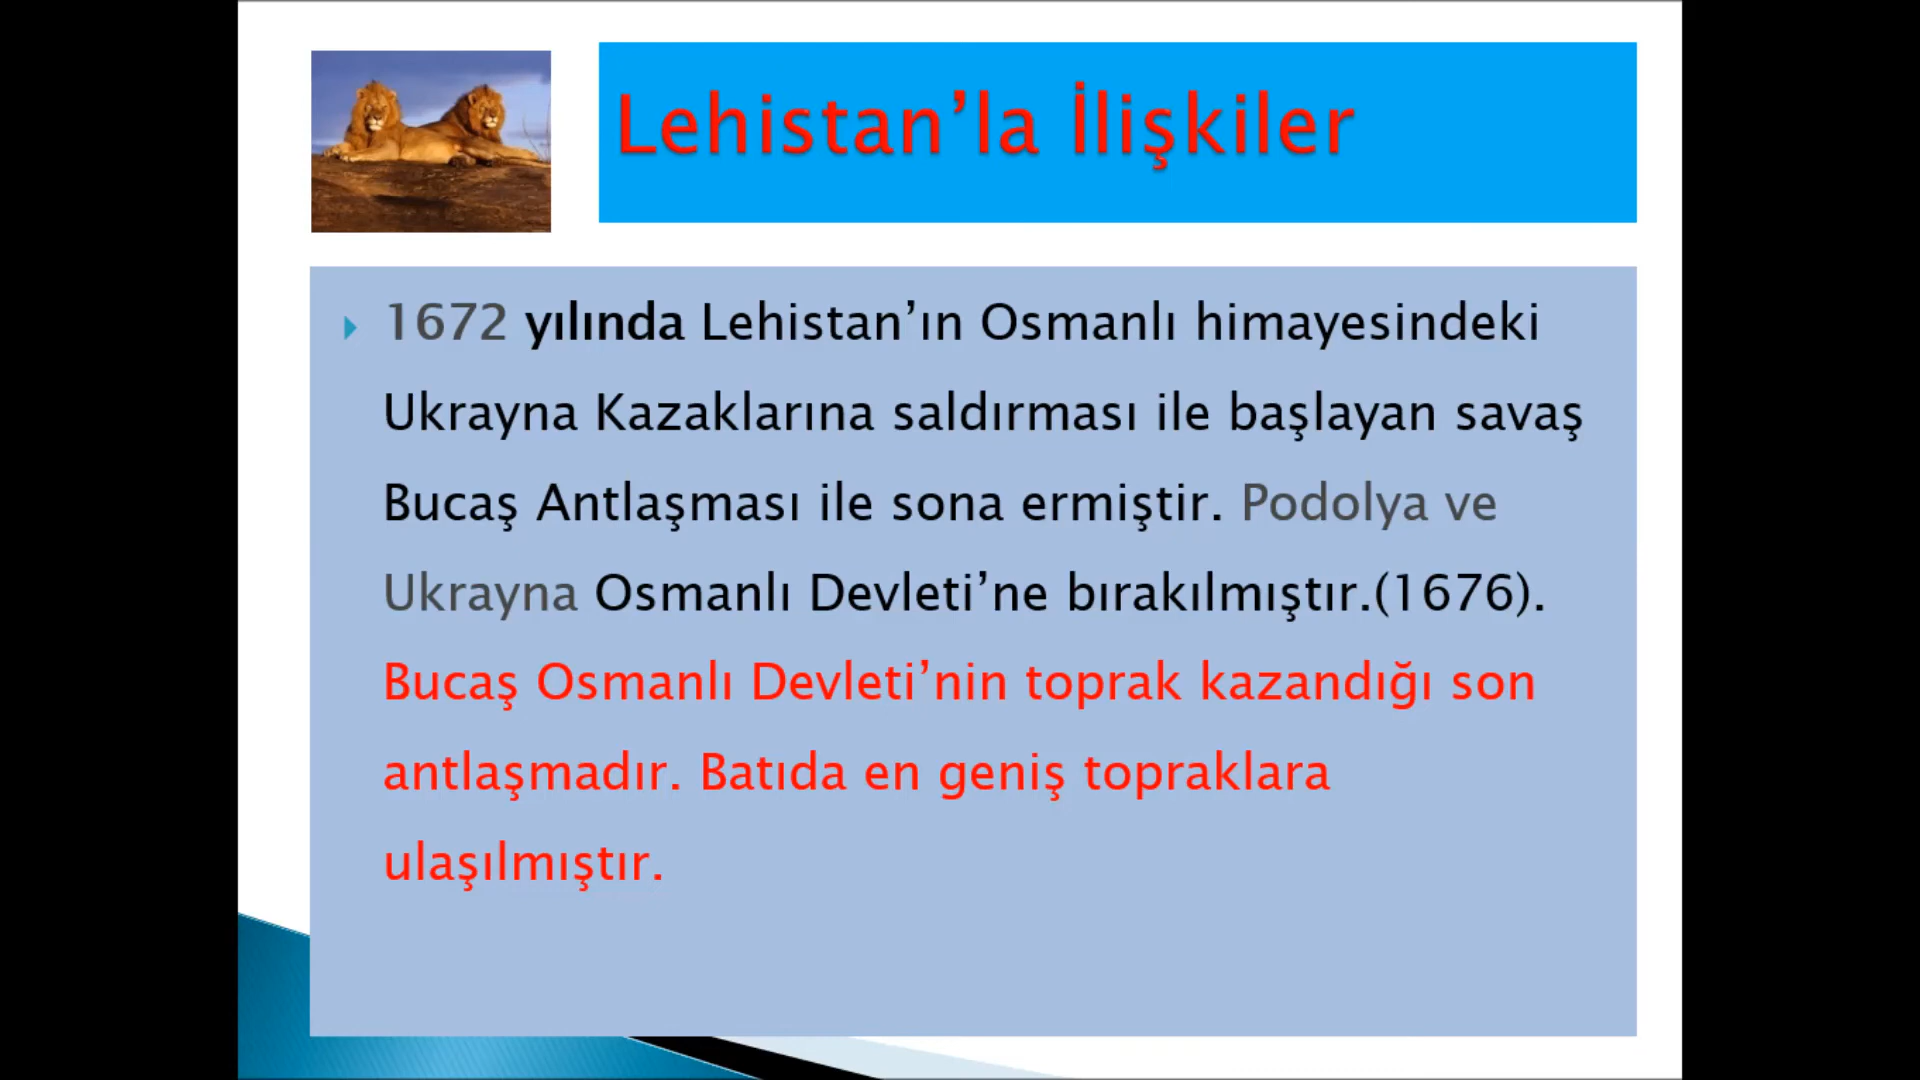 Lehistan’la İlişkiler
1672 yılında Lehistan’ın Osmanlı himayesindeki
Ukrayna Kazaklarına saldırması ile başlayan savaş
Bucaş Antlaşması ile sona ermiştir. Podolya ve
Ukrayna Osmanlı Devleti’ne bırakılmıştır.(1676).
Bucaş Osmanlı Devleti’nin toprak kazandığı son
antlaşmadır. Batıda en geniş topraklara
ulaşılmıştır.